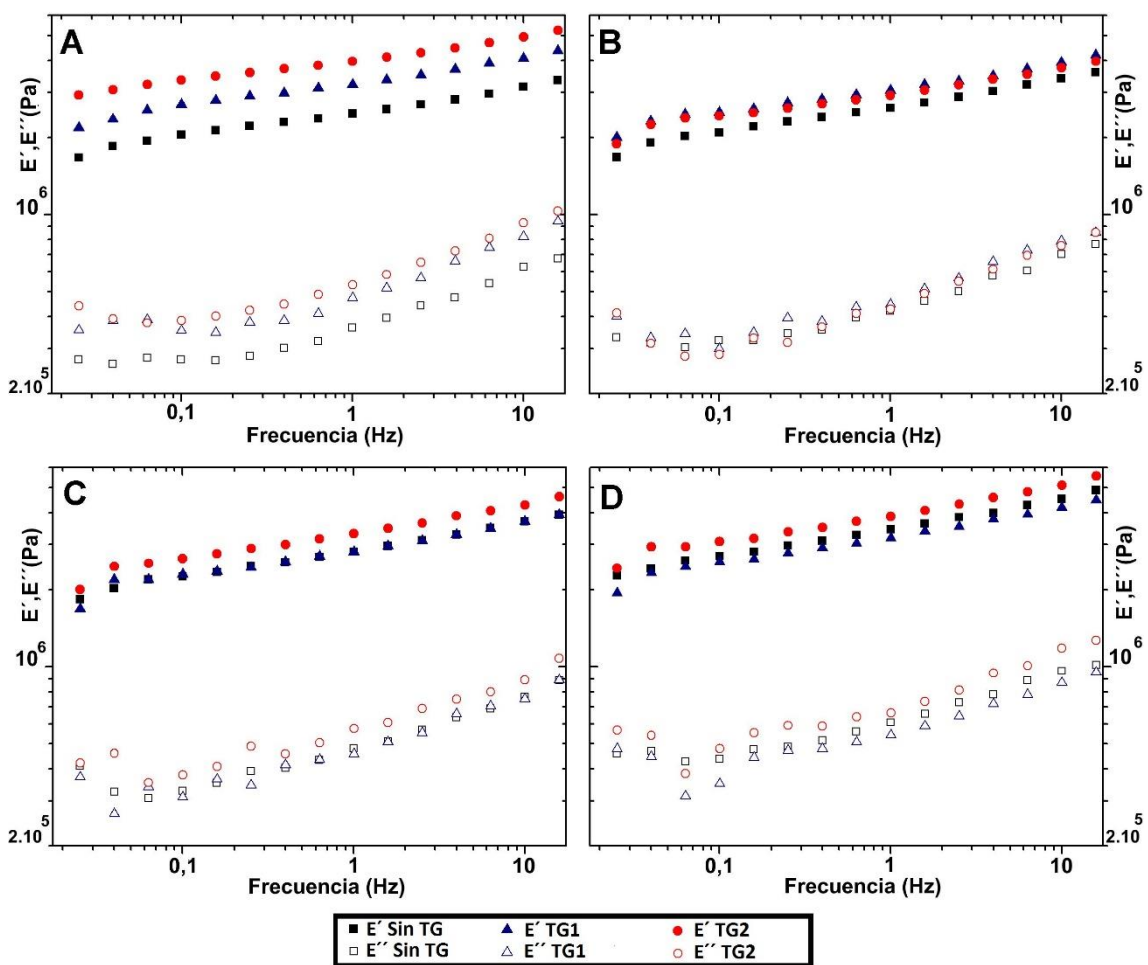 A
B
E´,E´´(Pa)
E´,E´´(Pa)
10^6
10^6
2.10^5
2.10^5
0,1 1 10
0,1 1 10
Frecuencia (Hz)
Frecuencia (Hz)
C
D
E´,E´´(Pa)
E´,E´´(Pa)
10^6
10^6
2.10^5
2.10^5
0,1 1 10
0,1 1 10
Frecuencia (Hz)
Frecuencia (Hz)
E´ Sin TG E´ TG1 E´ TG2
E´´ Sin TG E´´ TG1 E´´ TG2